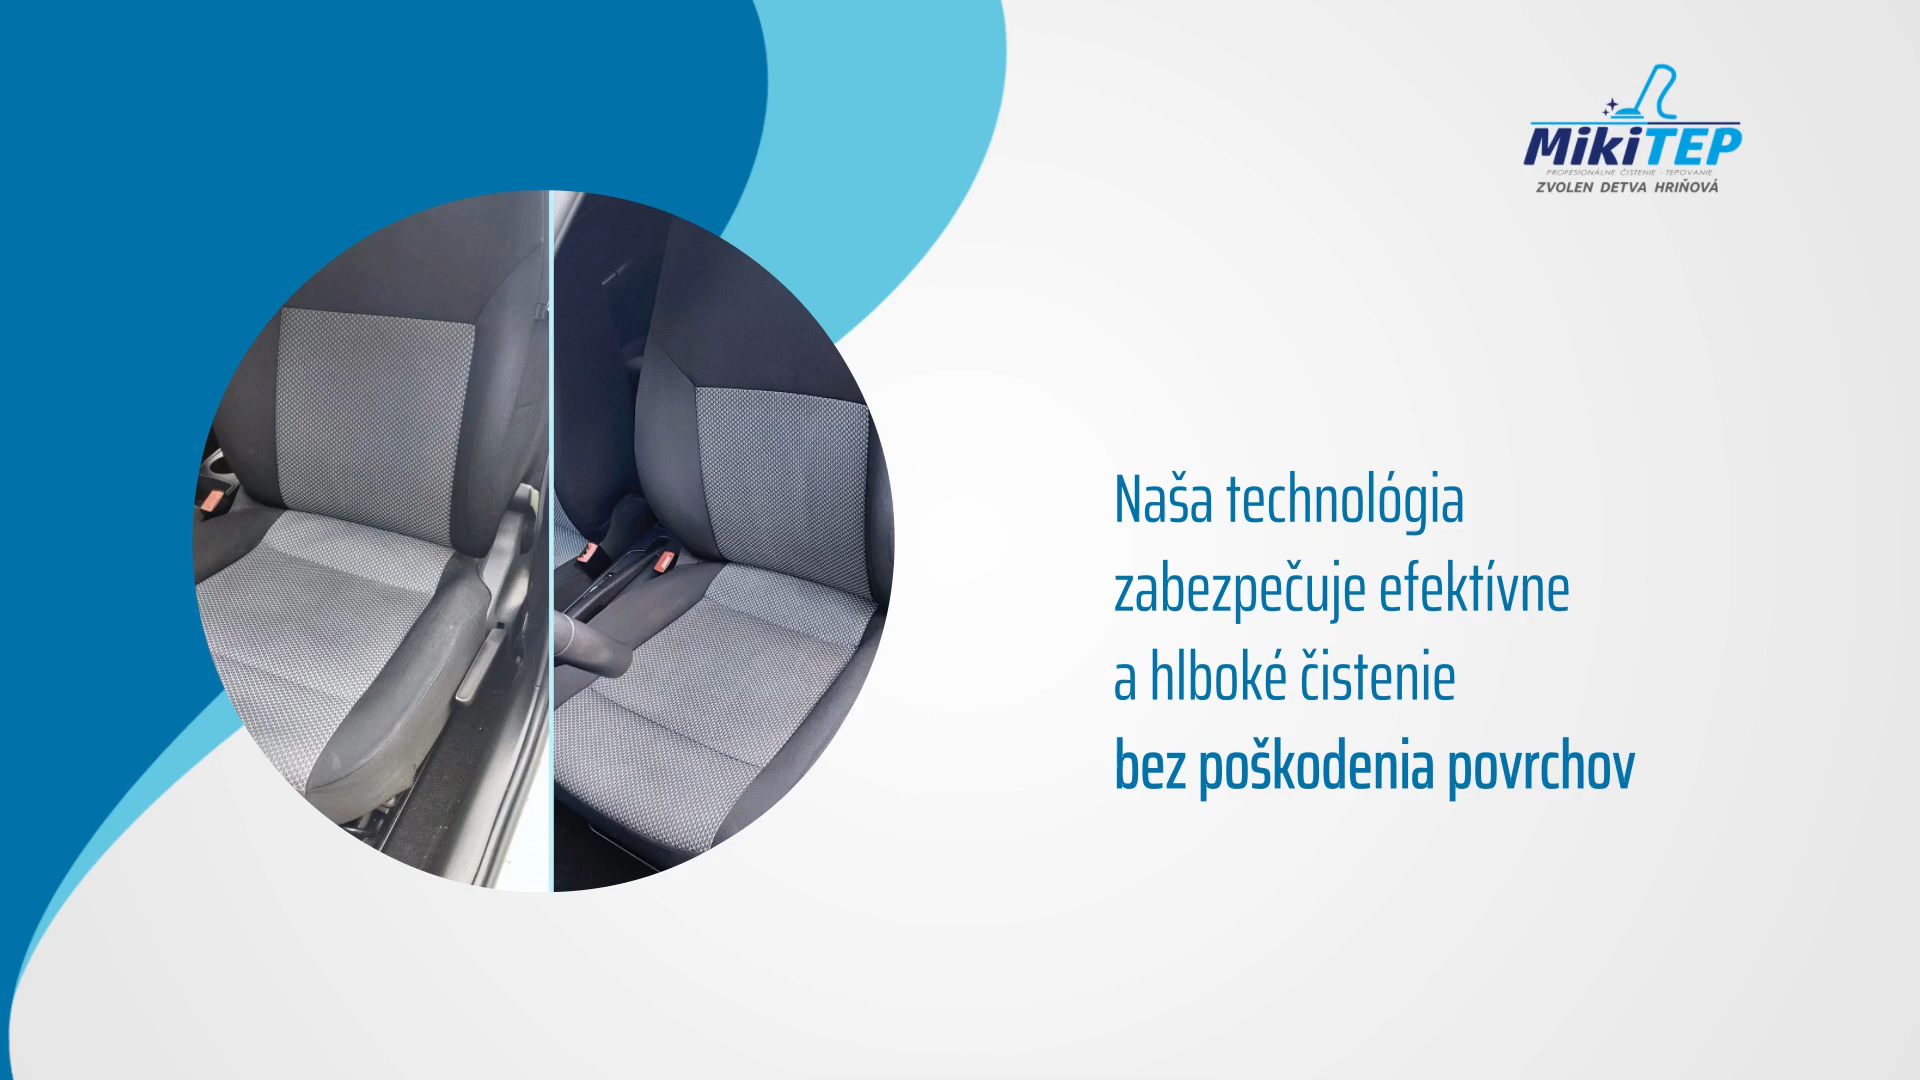 MikiTEP
PROFESIONÁLNE ČISTENIE - TEPOVANIE
ZVOLEN DETVA HRIŇOVÁ
Naša technológia
zabezpečuje efektívne
a hlboké čistenie
bez poškodenia povrchov